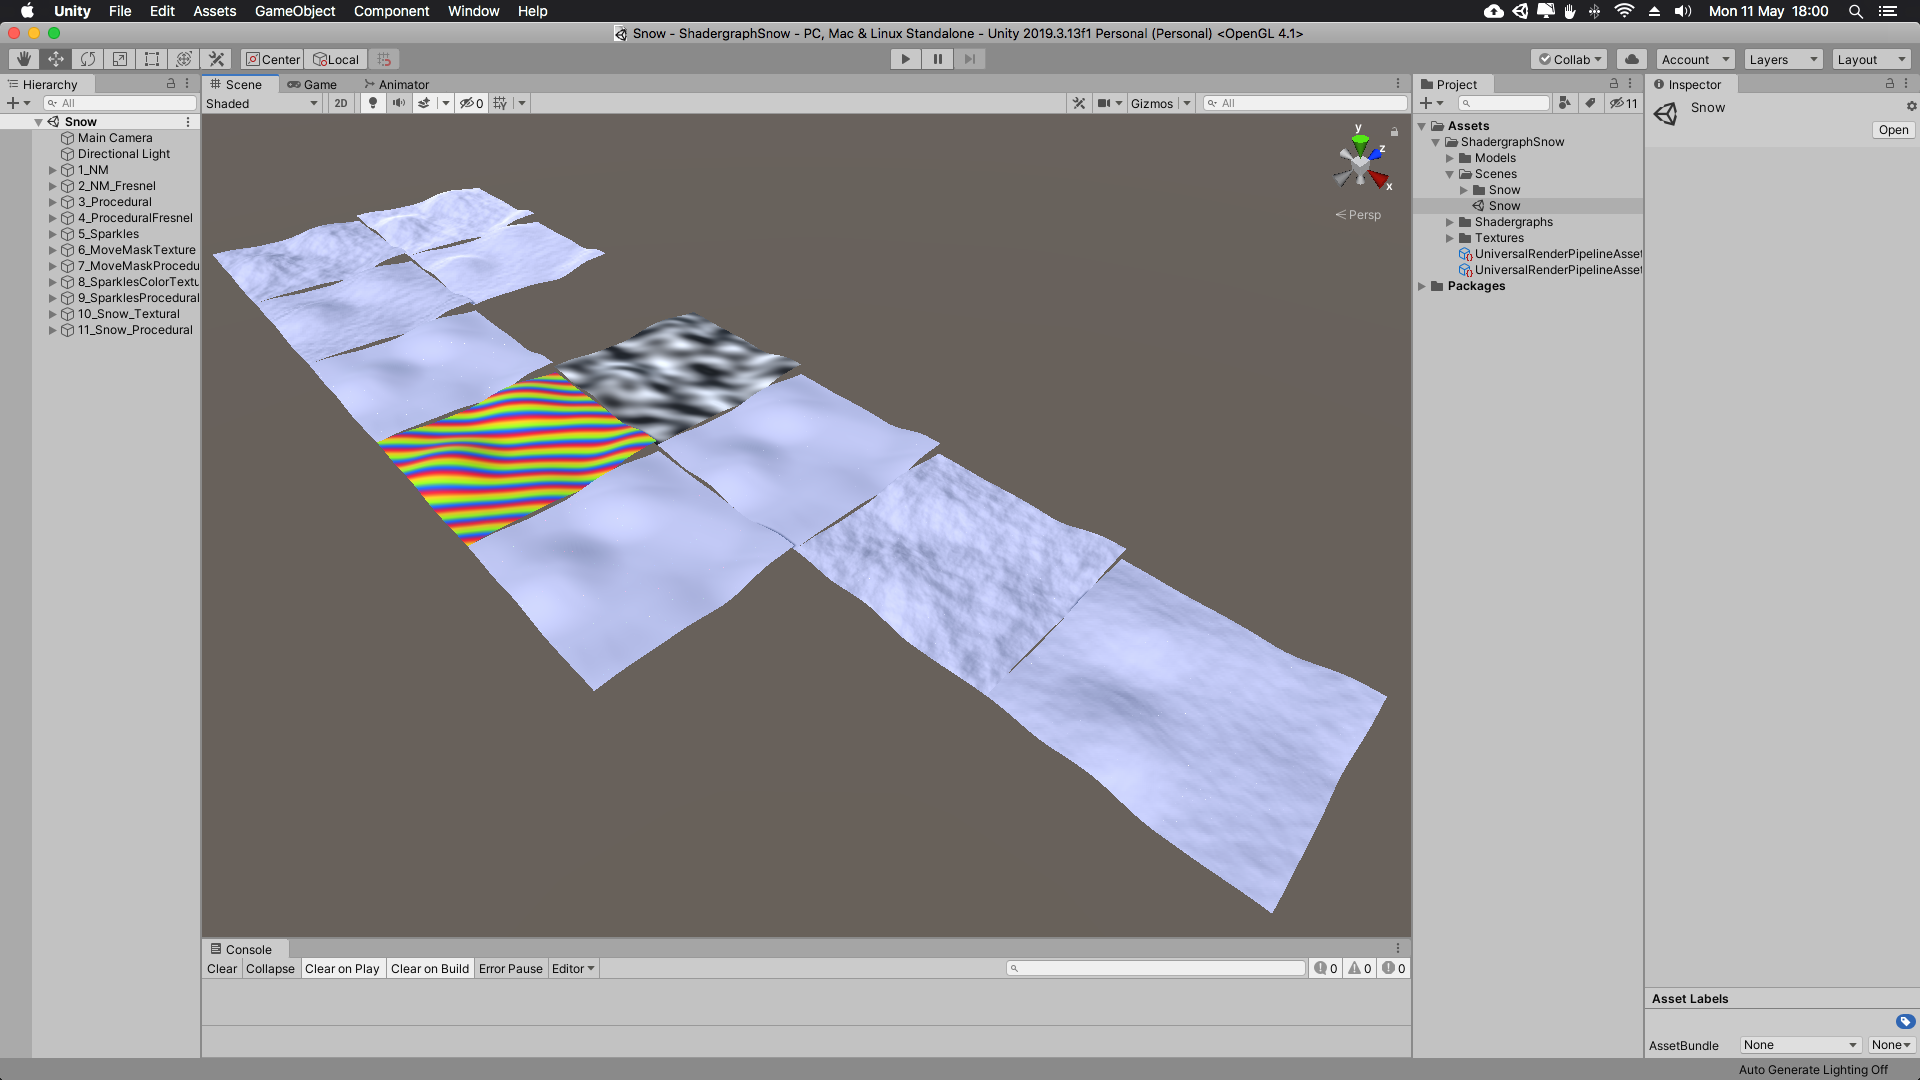 Unity File Edit Assets GameObject Component Window Help Mon 11 May 18:00
Snow - ShadergraphSnow - PC, Mac & Linux Standalone - Unity 2019.3.13f1 Personal (Personal) <OpenGL 4.1>
Center Local Collab Account Layers Layout
Hierarchy
All
Snow
Main Camera
Directional Light
1_NM
2_NM_Fresnel
3_Procedural
4_ProceduralFresnel
5_Sparkles
6_MoveMaskTexture
7_MoveMaskProcedu
8_SparklesColorTextu
9_SparklesProcedural
10_Snow_Textural
11_Snow_Procedural
Scene Game Animator
Shaded 2D 0 Gizmos All
y
z
x
Persp
Console
Clear Collapse Clear on Play Clear on Build Error Pause Editor 0 0 0
Project
11
Assets
ShadergraphSnow
Models
Scenes
Snow
Snow
Shadergraphs
Textures
UniversalRenderPipelineAsset
UniversalRenderPipelineAsset
Packages
Inspector
Snow
Open
Asset Labels
AssetBundle None None
Auto Generate Lighting Off